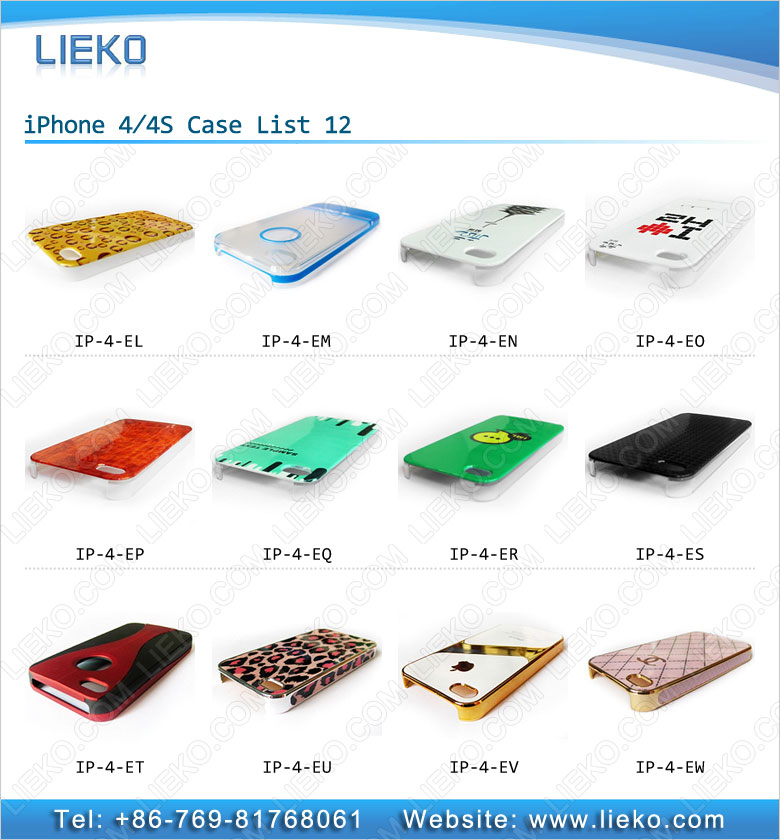 LIEKO
iPhone 4/4S Case List 12
IP-4-EL IP-4-EM IP-4-EN IP-4-EO
IP-4-EP IP-4-EQ IP-4-ER IP-4-ES
IP-4-ET IP-4-EU IP-4-EV IP-4-EW
Tel: +86-769-81768061 Website: www.lieko.com
LIEKO.COM